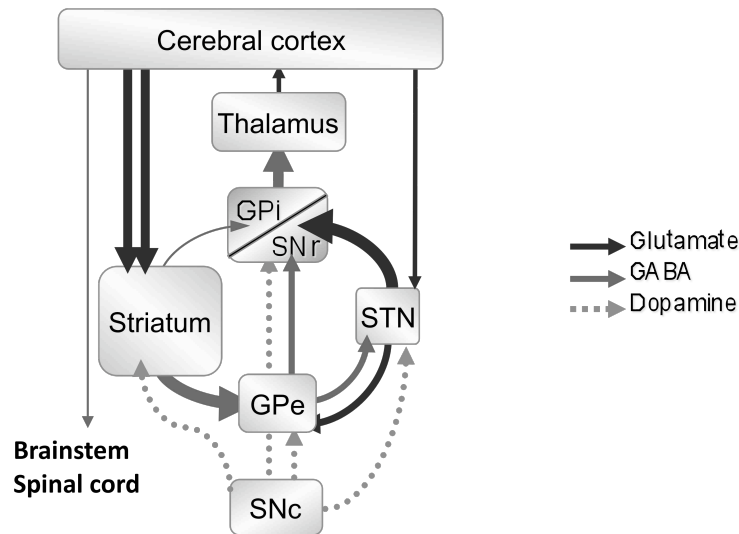 Cerebral cortex
Thalamus
GPi
SNr
Glutamate
GABA
Dopamine
Striatum
STN
GPe
Brainstem
Spinal cord
SNc